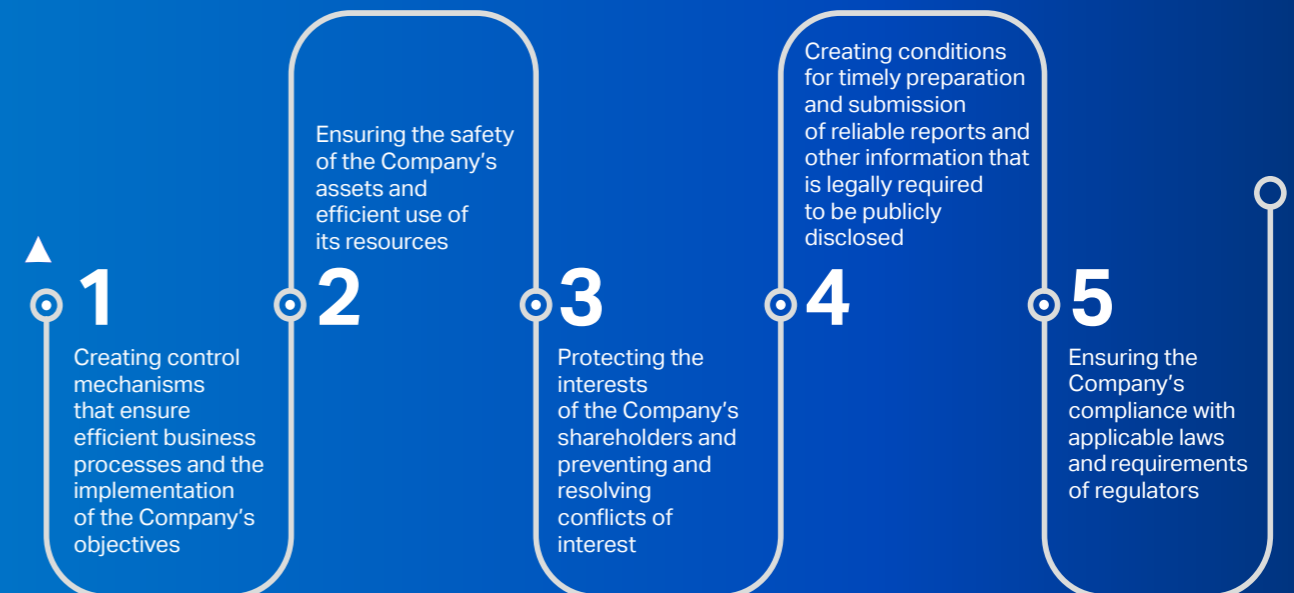 1
Creating control
mechanisms
that ensure
efficient business
processes and the
implementation
of the Company's
objectives
2
Ensuring the safety
of the Company's
assets and
efficient use of
its resources
3
Protecting the
interests
of the Company's
shareholders and
preventing and
resolving
conflicts of
interest
4
Creating conditions
for timely preparation
and submission
of reliable reports and
other information that
is legally required
to be publicly
disclosed
5
Ensuring the
Company's
compliance with
applicable laws
and requirements
of regulators